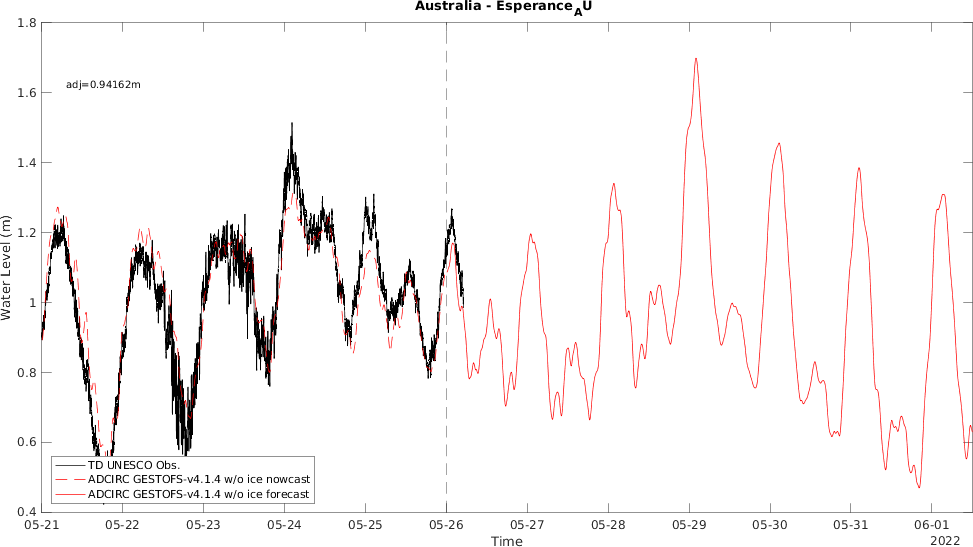 Australia - Esperance_AU
1.8
1.6
1.4
1.2
1
0.8
0.6
0.4
Water Level (m)
adj=0.94162m
TD UNESCO Obs.
ADCIRC GESTOFS-v4.1.4 w/o ice nowcast
ADCIRC GESTOFS-v4.1.4 w/o ice forecast
05-21 05-22 05-23 05-24 05-25 05-26 05-27 05-28 05-29 05-30 05-31 06-01
Time
2022